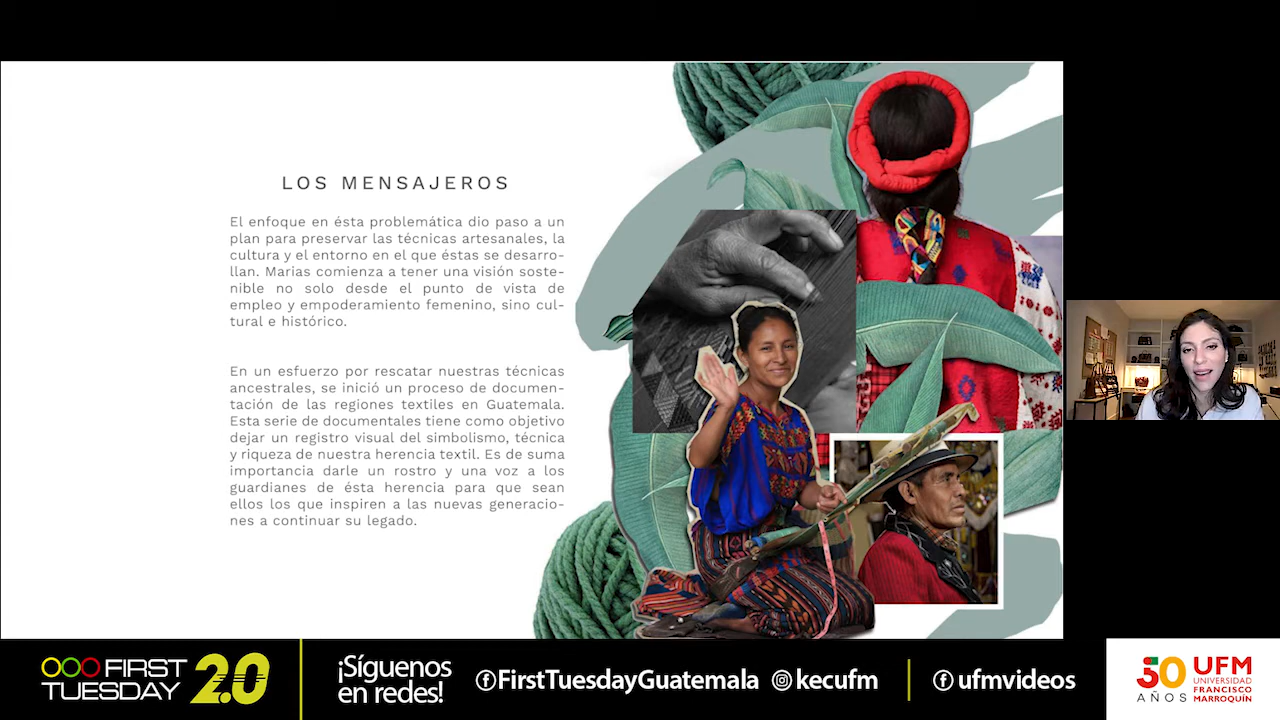 LOS MENSAJEROS
El enfoque en ésta problemática dio paso a un
plan para preservar las técnicas artesanales, la
cultura y el entorno en el que éstas se desarro-
llan. Marias comienza a tener una visión soste-
nible no solo desde el punto de vista de
empleo y empoderamiento femenino, sino cul-
tural e histórico.
En un esfuerzo por rescatar nuestras técnicas
ancestrales, se inició un proceso de documen-
tación de las regiones textiles en Guatemala.
Esta serie de documentales tiene como objetivo
dejar un registro visual del simbolismo, técnica
y riqueza de nuestra herencia textil. Es de suma
importancia darle un rostro y una voz a los
guardianes de ésta herencia para que sean
ellos los que inspiren a las nuevas generacio-
nes a continuar su legado.
FIRST
TUESDAY
2.0
¡Síguenos
en redes!
FirstTuesdayGuatemala
kecufm
ufmvideos
50
AÑOS
UFM
UNIVERSIDAD
FRANCISCO
MARROQUÍN